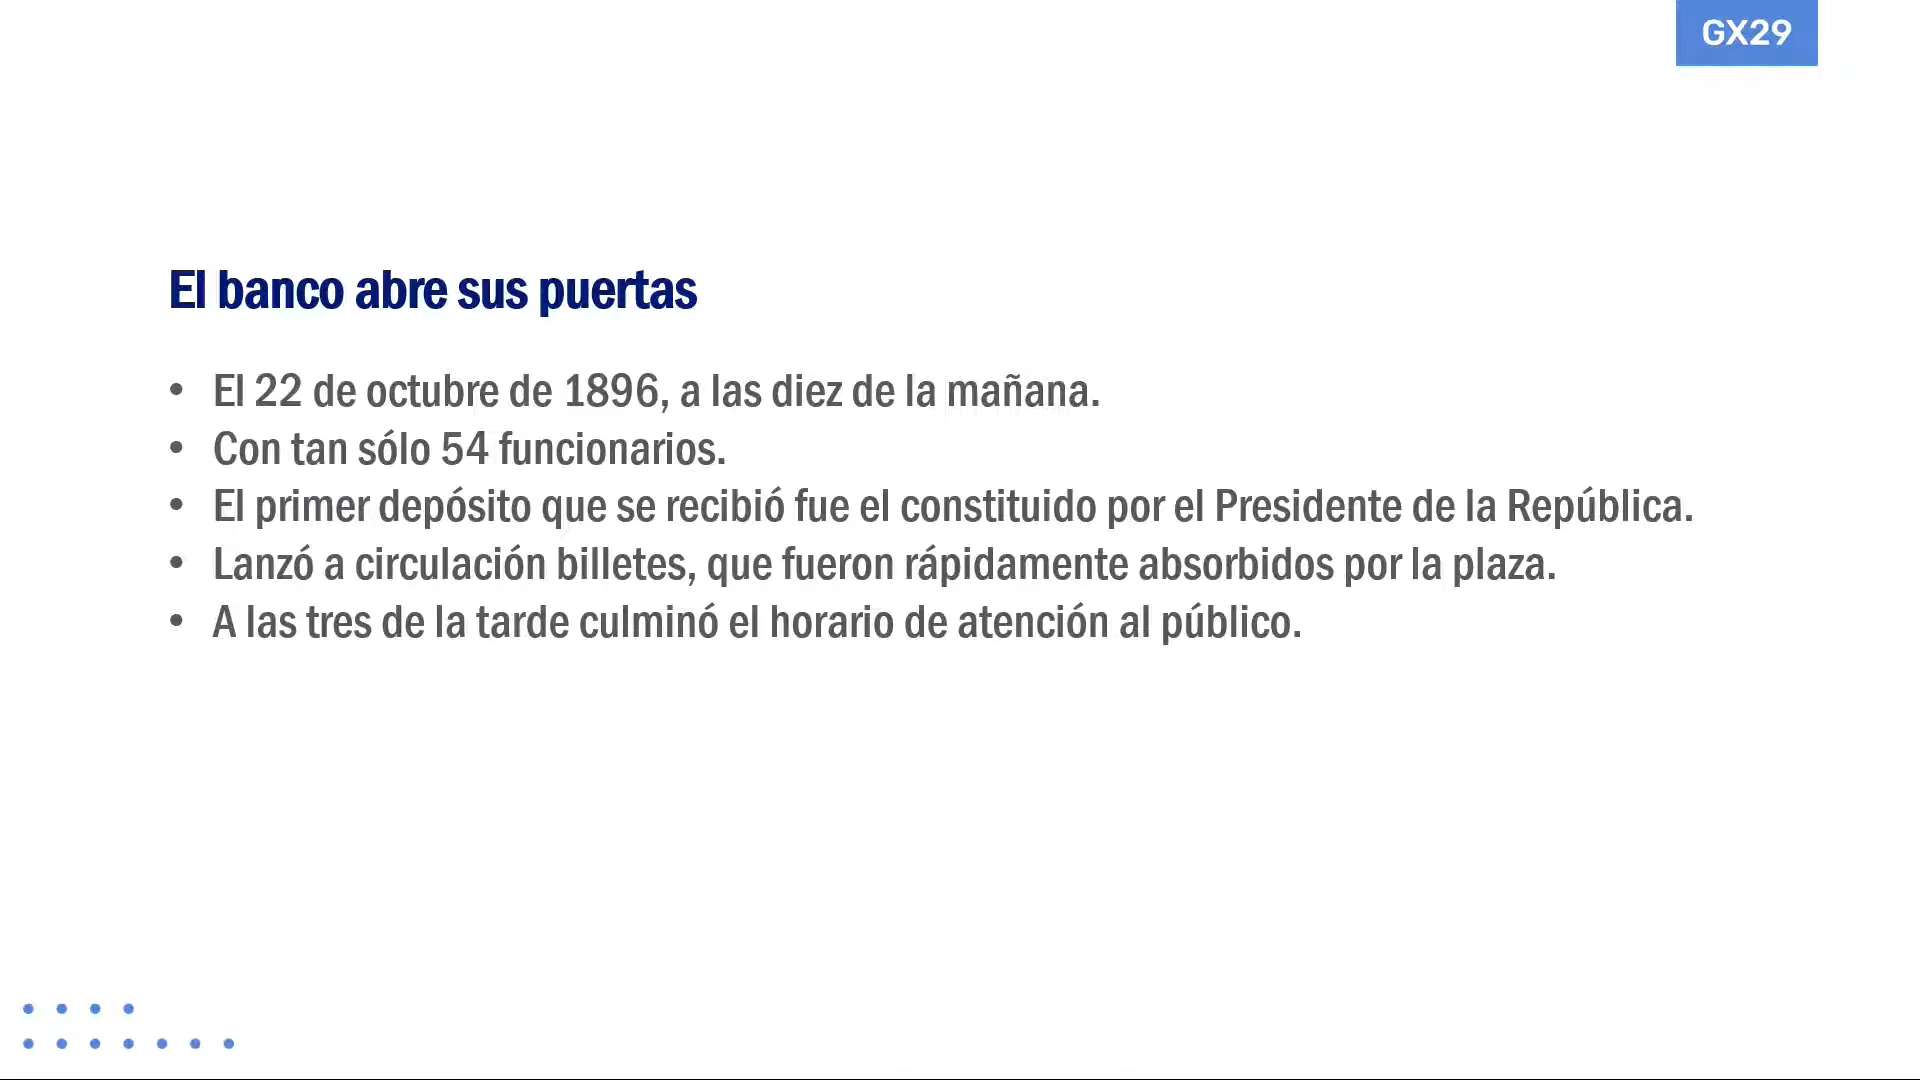 GX29
El banco abre sus puertas
• El 22 de octubre de 1896, a las diez de la mañana.
• Con tan sólo 54 funcionarios.
• El primer depósito que se recibió fue el constituido por el Presidente de la República.
• Lanzó a circulación billetes, que fueron rápidamente absorbidos por la plaza.
• A las tres de la tarde culminó el horario de atención al público.